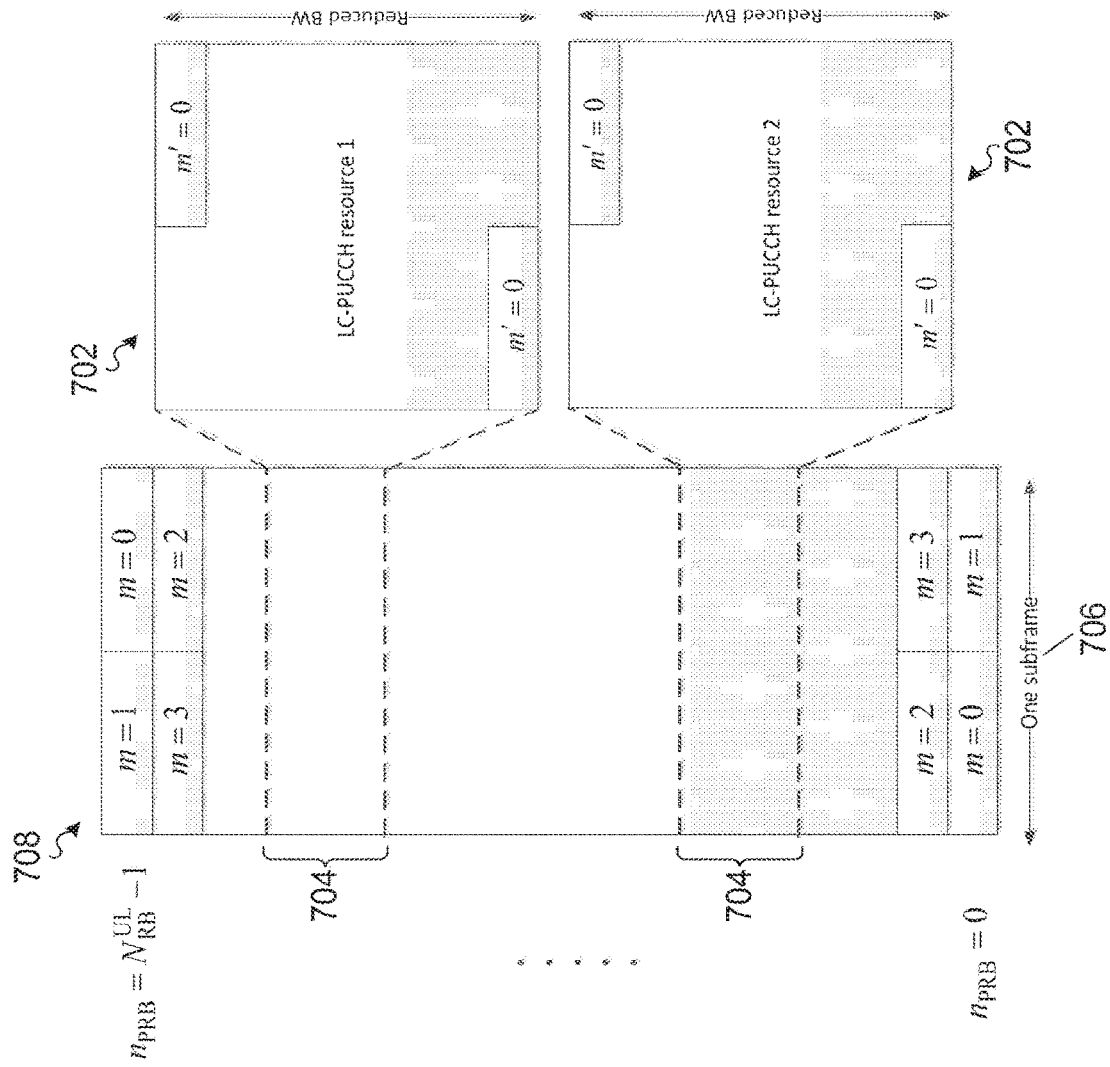 708
n_PRB = N_RB^UL − 1
m = 1
m = 0
m = 3
m = 2
704
704
. . . . .
m = 2
m = 3
m = 0
m = 1
n_PRB = 0
One subframe
706
702
m′ = 0
LC-PUCCH resource 1
m′ = 0
Reduced BW
m′ = 0
LC-PUCCH resource 2
m′ = 0
Reduced BW
702